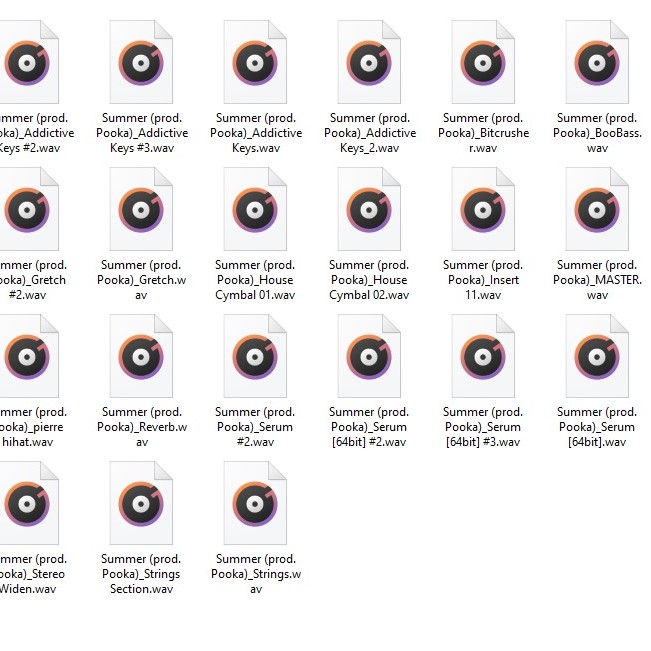 mmer (prod.
oka)_Addictive
Keys #2.wav
Summer (prod.
Pooka)_Addictive
Keys #3.wav
Summer (prod.
Pooka)_Addictive
Keys.wav
Summer (prod.
Pooka)_Addictive
Keys_2.wav
Summer (prod.
Pooka)_Bitcrushe
r.wav
Summer (prod.
Pooka)_BooBass.
wav
mmer (prod.
ooka)_Gretch
#2.wav
Summer (prod.
Pooka)_Gretch.w
av
Summer (prod.
Pooka)_House
Cymbal 01.wav
Summer (prod.
Pooka)_House
Cymbal 02.wav
Summer (prod.
Pooka)_Insert
11.wav
Summer (prod.
Pooka)_MASTER.
wav
mmer (prod.
ooka)_pierre
hihat.wav
Summer (prod.
Pooka)_Reverb.w
av
Summer (prod.
Pooka)_Serum
#2.wav
Summer (prod.
Pooka)_Serum
[64bit] #2.wav
Summer (prod.
Pooka)_Serum
[64bit] #3.wav
Summer (prod.
Pooka)_Serum
[64bit].wav
mmer (prod.
ooka)_Stereo
Widen.wav
Summer (prod.
Pooka)_Strings
Section.wav
Summer (prod.
Pooka)_Strings.w
av